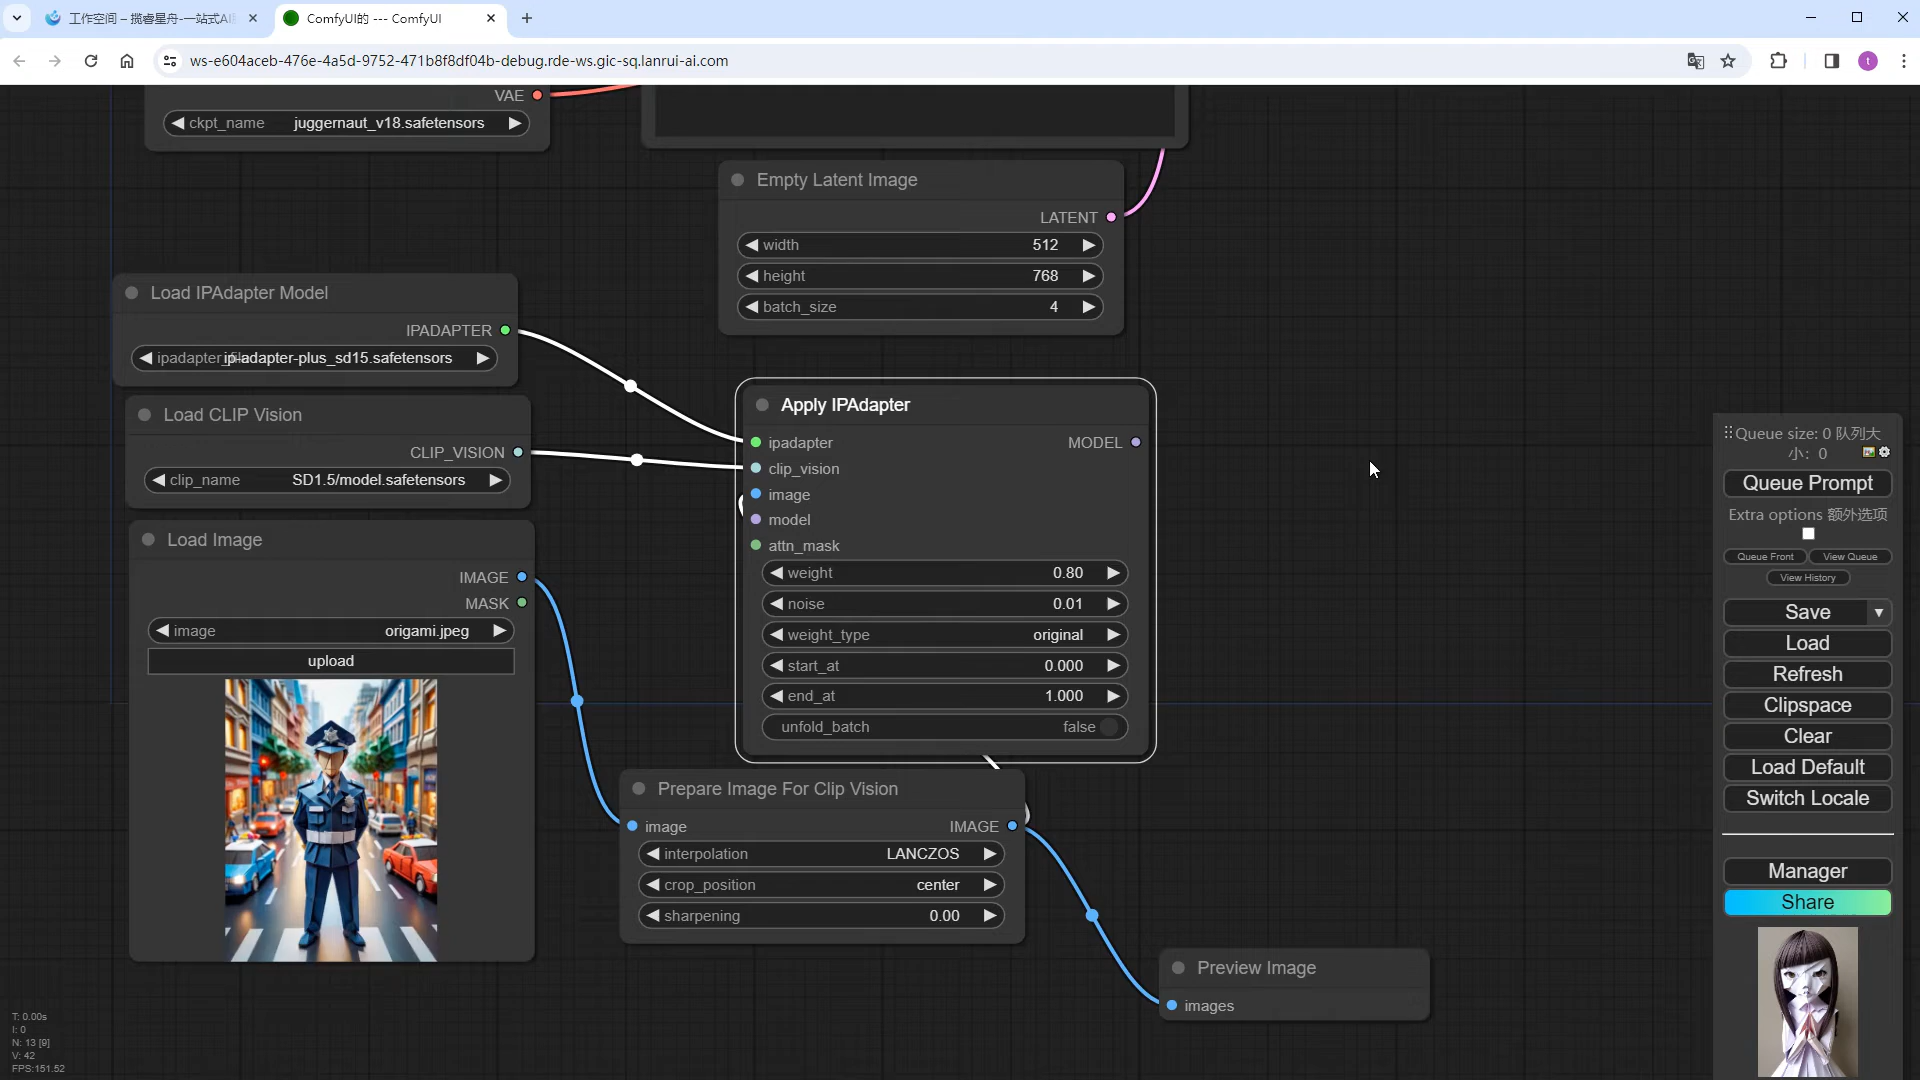 工作空间 – 揽睿星舟-一站式AI
ComfyUI的 --- ComfyUI
ws-e604aceb-476e-4a5d-9752-471b8f8df04b-debug.rde-ws.gic-sq.lanrui-ai.com
t
VAE
ckpt_name juggernaut_v18.safetensors
Empty Latent Image
LATENT
width 512
height 768
batch_size 4
Load IPAdapter Model
IPADAPTER
ip-adapter-plus_sd15.safetensors
Load CLIP Vision
CLIP_VISION
clip_name SD1.5/model.safetensors
Load Image
IMAGE
MASK
image origami.jpeg
upload
Apply IPAdapter
ipadapter MODEL
clip_vision
image
model
attn_mask
weight 0.80
noise 0.01
weight_type original
start_at 0.000
end_at 1.000
unfold_batch false
Prepare Image For Clip Vision
image IMAGE
interpolation LANCZOS
crop_position center
sharpening 0.00
Preview Image
images
Queue size: 0 队列大
小：0
Queue Prompt
Extra options 额外选项
Queue Front View Queue
View History
Save
Load
Refresh
Clipspace
Clear
Load Default
Switch Locale
Manager
Share
T: 0.00s
I: 0
N: 13 [9]
V: 42
FPS:151.52